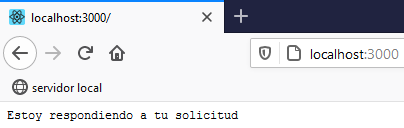 localhost:3000/
localhost:3000
servidor local
Estoy respondiendo a tu solicitud